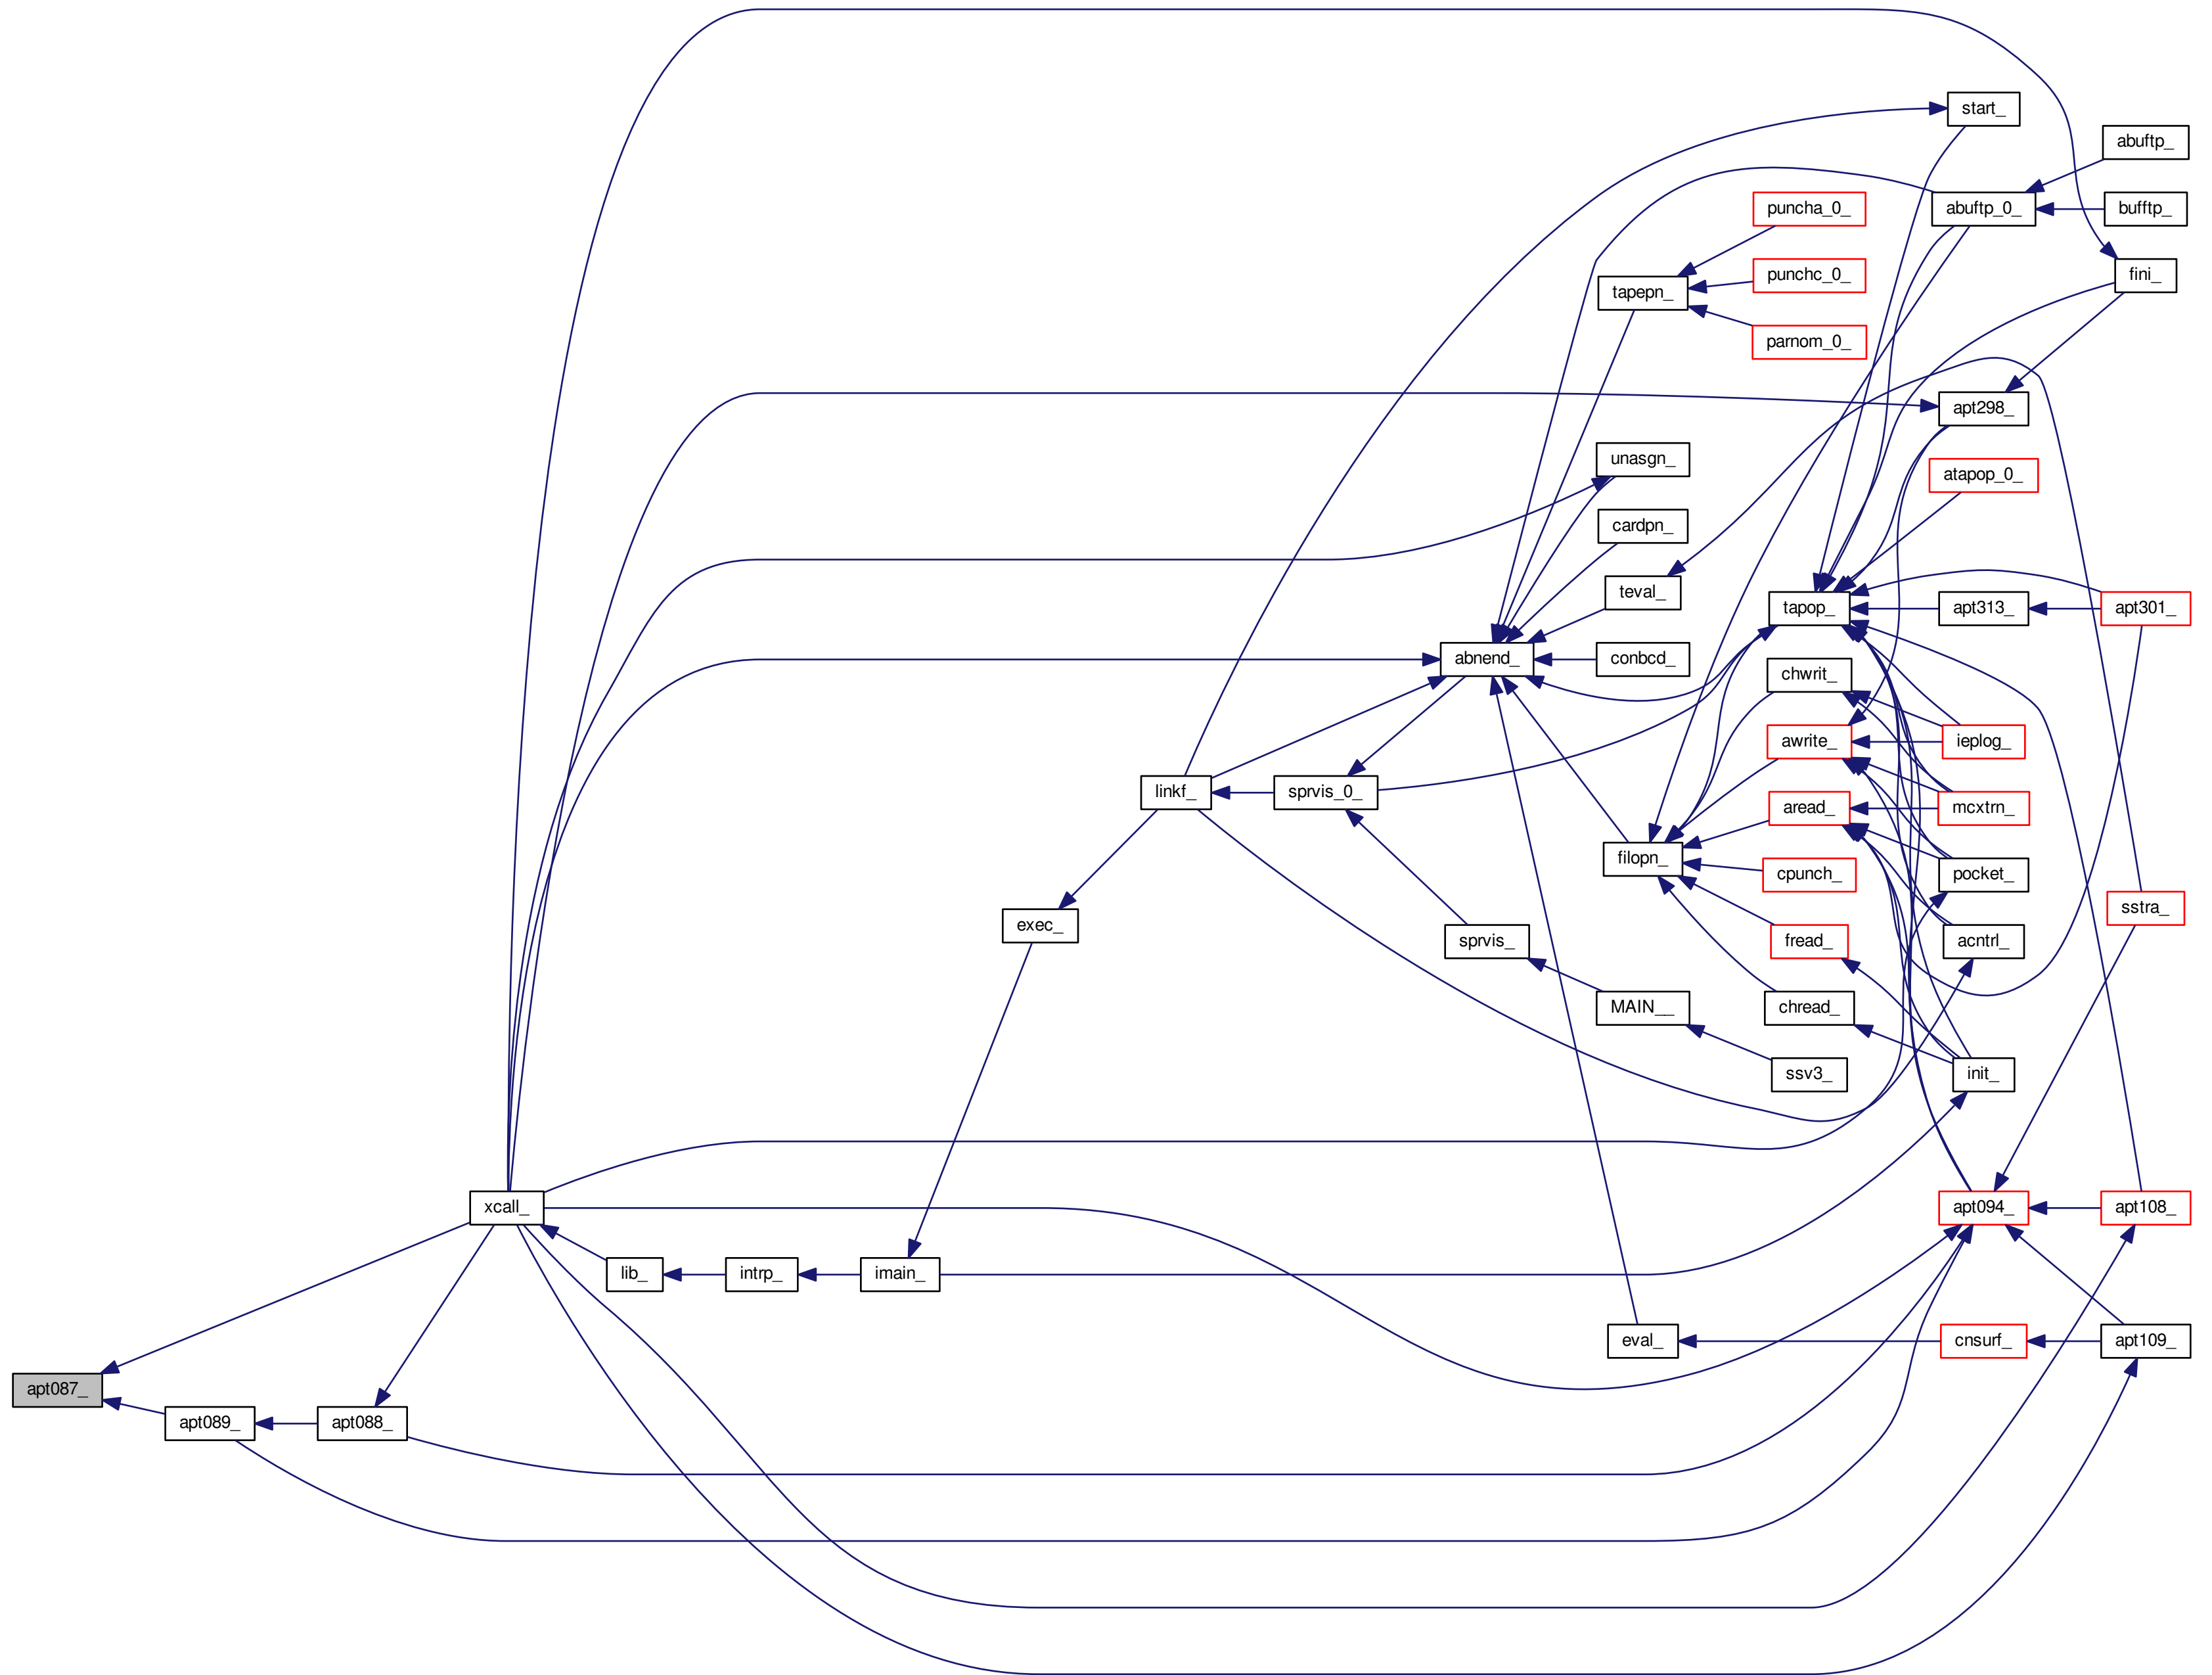 start_
abuftp_
puncha_0_
abuftp_0_
bufftp_
tapepn_
punchc_0_
fini_
parnom_0_
apt298_
unasgn_
atapop_0_
cardpn_
teval_
tapop_
apt313_
apt301_
abnend_
conbcd_
chwrit_
awrite_
ieplog_
linkf_
sprvis_0_
aread_
mcxtrn_
filopn_
cpunch_
pocket_
sstra_
exec_
sprvis_
fread_
acntrl_
MAIN__
chread_
ssv3_
init_
xcall_
apt094_
apt108_
lib_
intrp_
imain_
eval_
cnsurf_
apt109_
apt087_
apt089_
apt088_